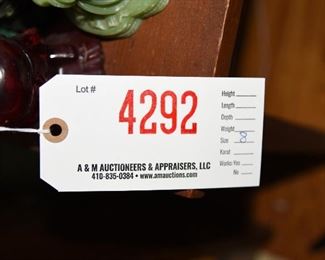 Lot #
4292
A & M AUCTIONEERS & APPRAISERS, LLC
410-835-0384 • www.amauctions.com
Height
Length
Depth
Weight
Size 8
Karat
Works Yes
No